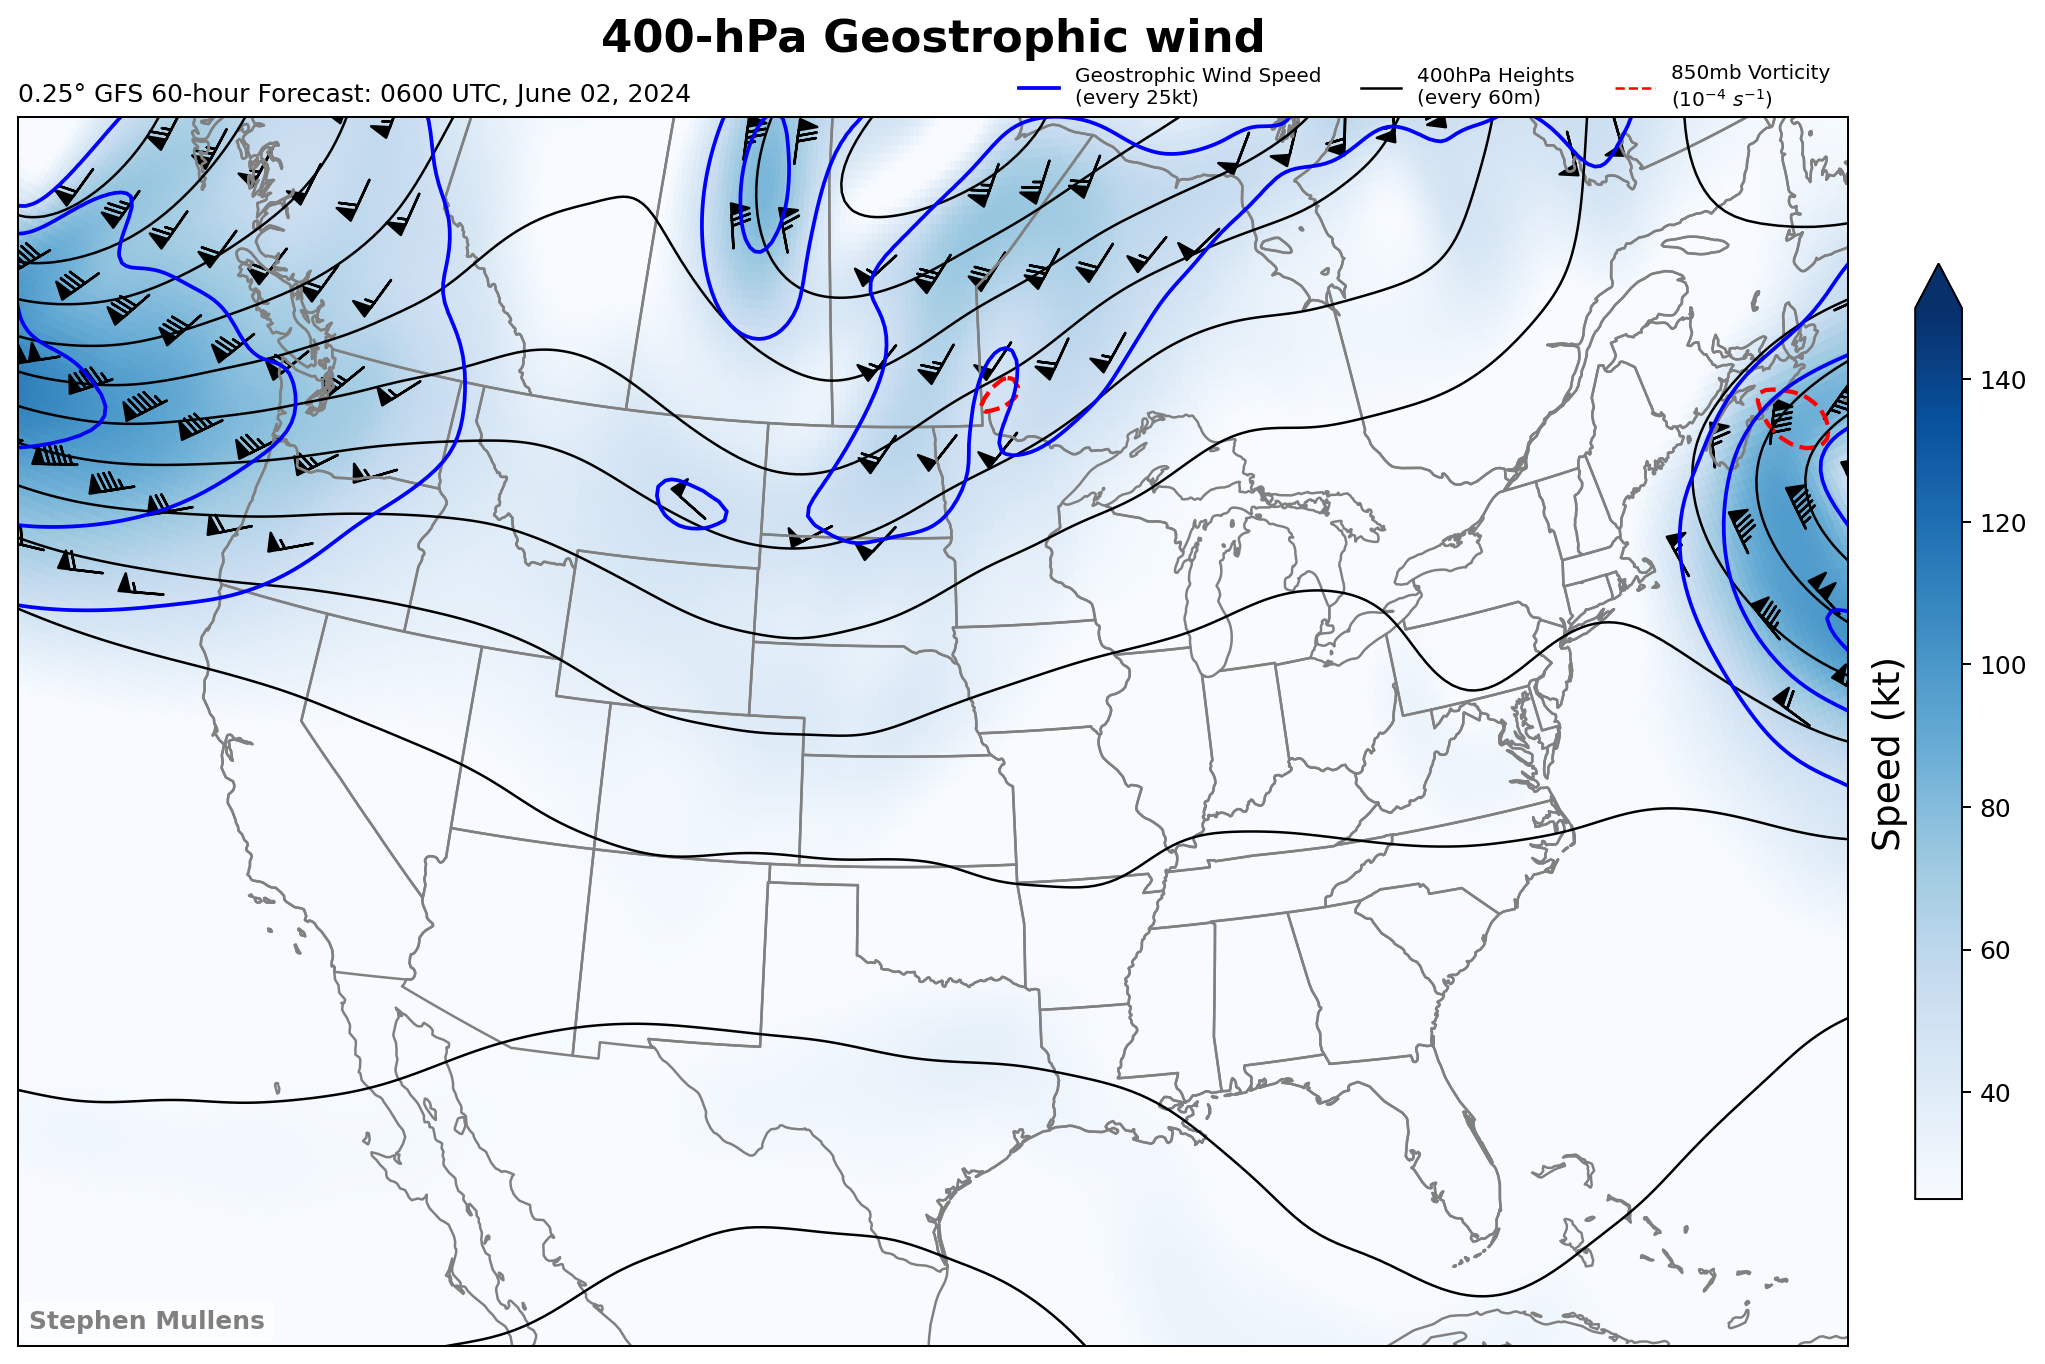 400-hPa Geostrophic wind
0.25° GFS 60-hour Forecast: 0600 UTC, June 02, 2024
Geostrophic Wind Speed
(every 25kt)
400hPa Heights
(every 60m)
850mb Vorticity
(10⁻⁴ s⁻¹)
140
120
100
80
60
40
Speed (kt)
Stephen Mullens